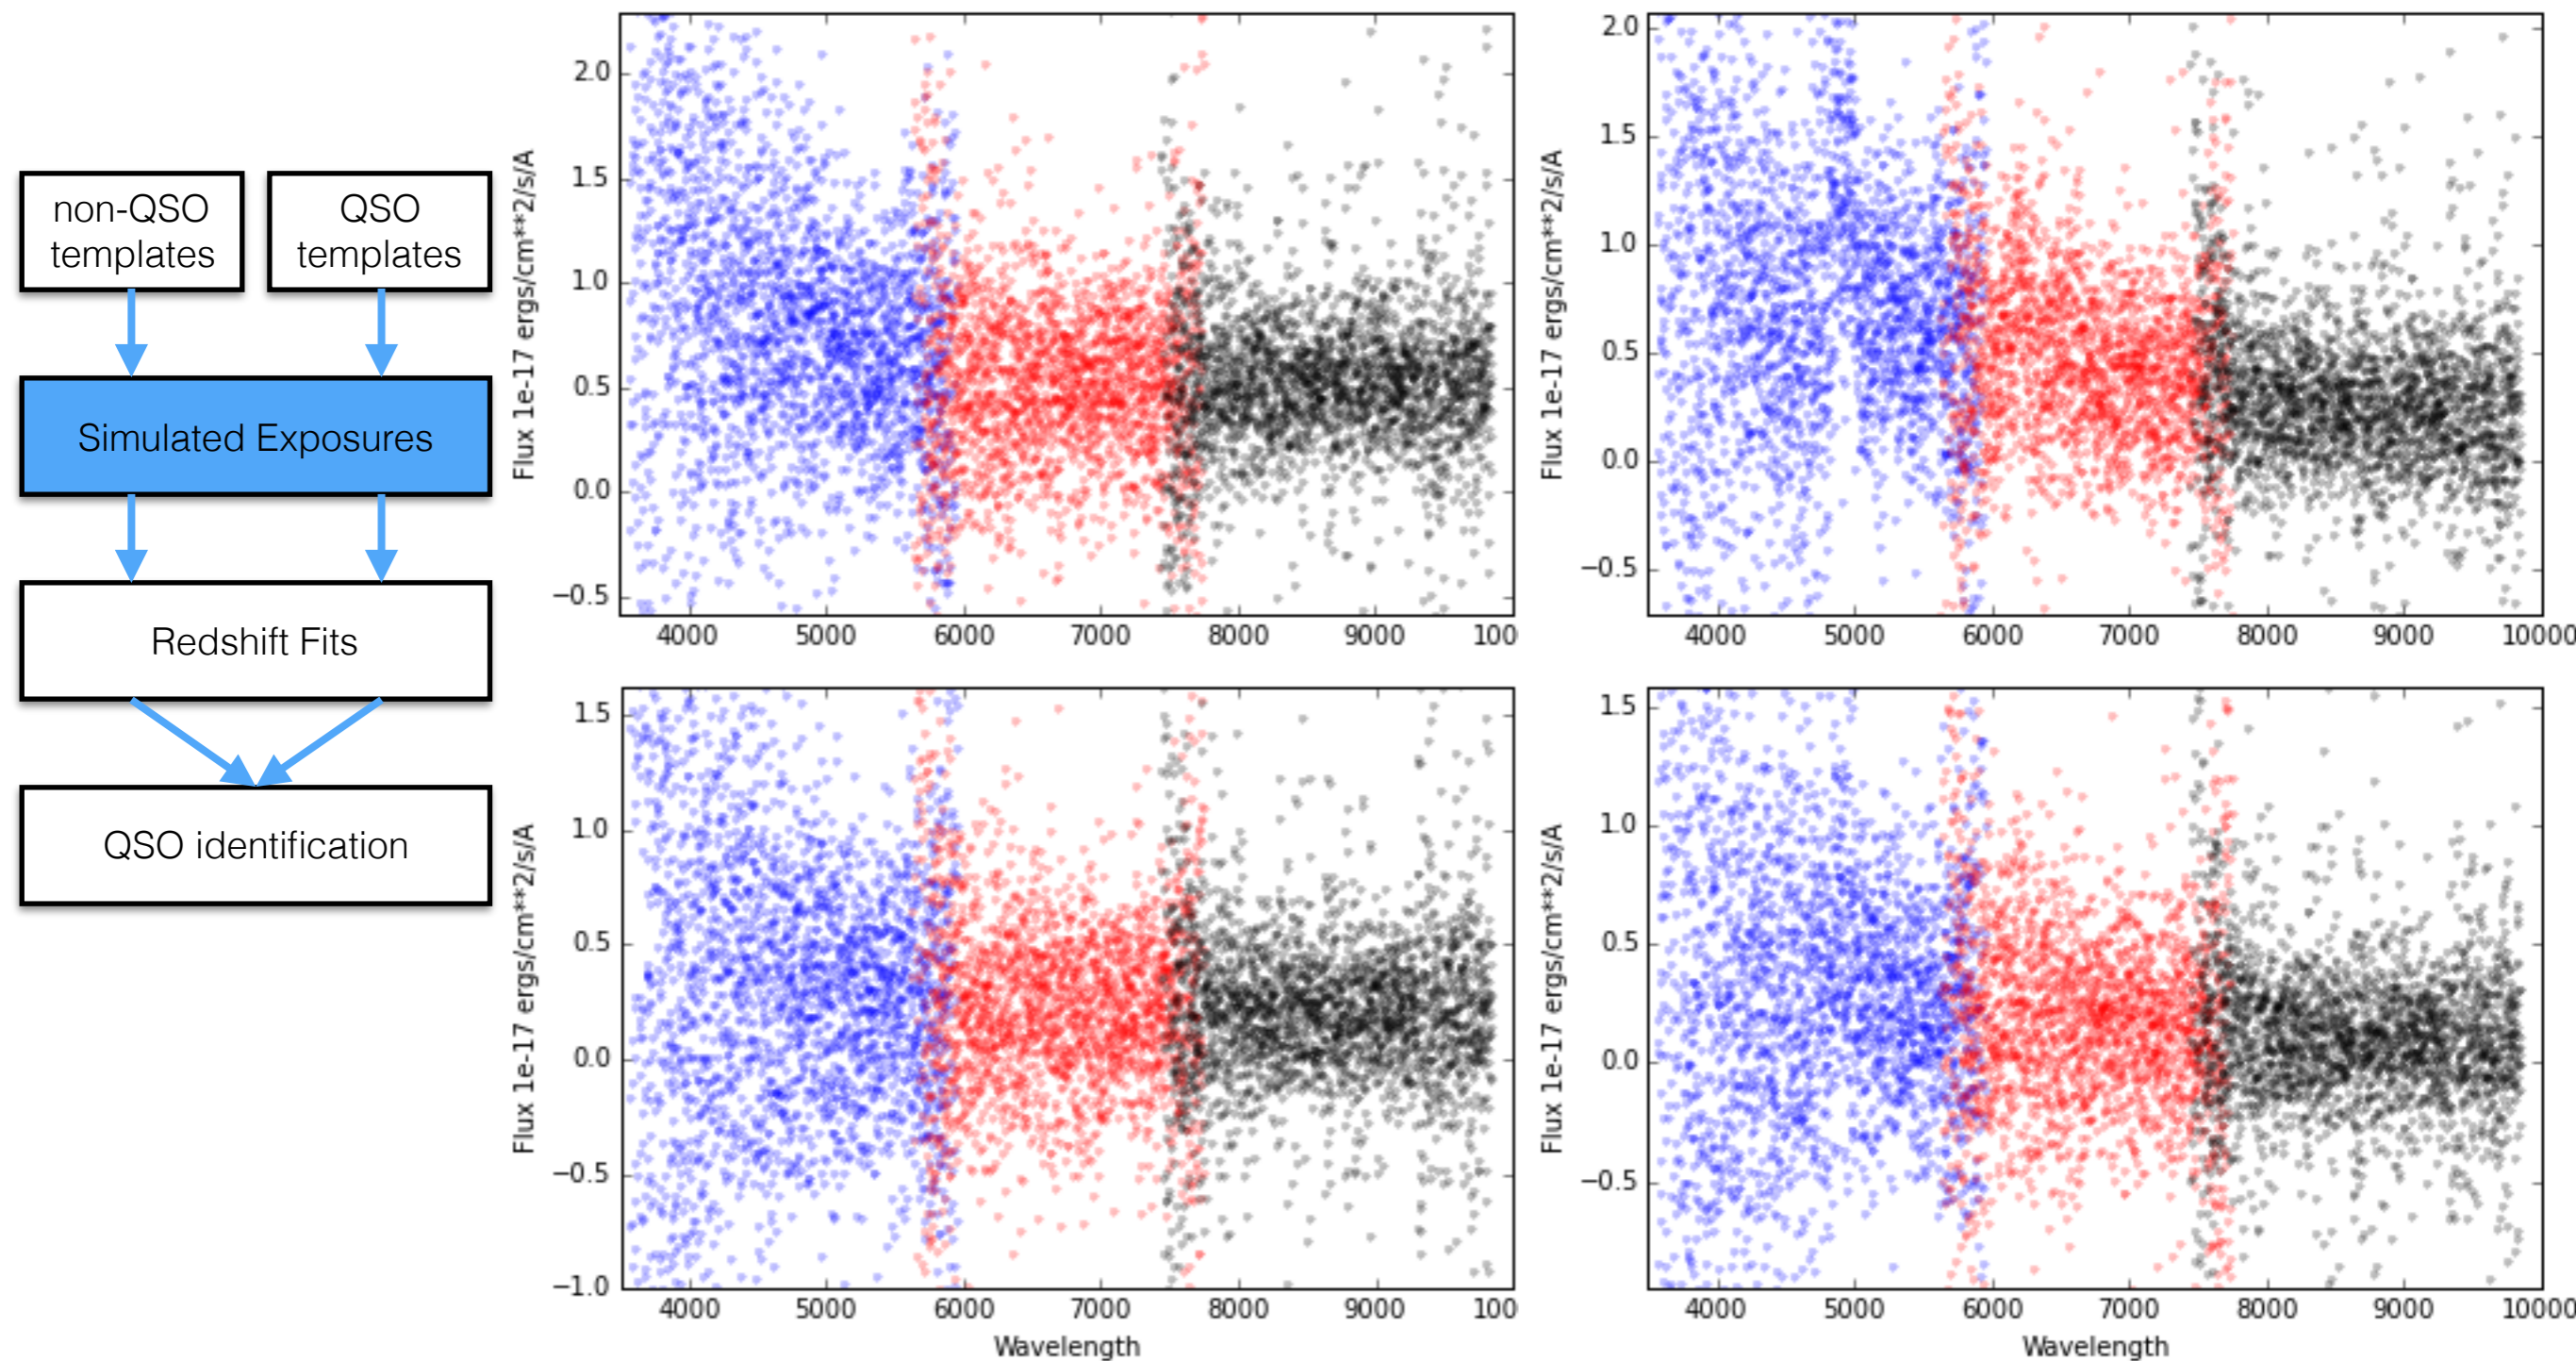 non-QSO
templates
QSO
templates
Simulated Exposures
Redshift Fits
QSO identification
Flux 1e-17 ergs/cm**2/s/A
2.0
1.5
1.0
0.5
0.0
−0.5
4000 5000 6000 7000 8000 9000 100
Flux 1e-17 ergs/cm**2/s/A
2.0
1.5
1.0
0.5
0.0
−0.5
4000 5000 6000 7000 8000 9000 10000
Flux 1e-17 ergs/cm**2/s/A
1.5
1.0
0.5
0.0
−0.5
−1.0
4000 5000 6000 7000 8000 9000 100
Wavelength
Flux 1e-17 ergs/cm**2/s/A
1.5
1.0
0.5
0.0
−0.5
4000 5000 6000 7000 8000 9000 10000
Wavelength